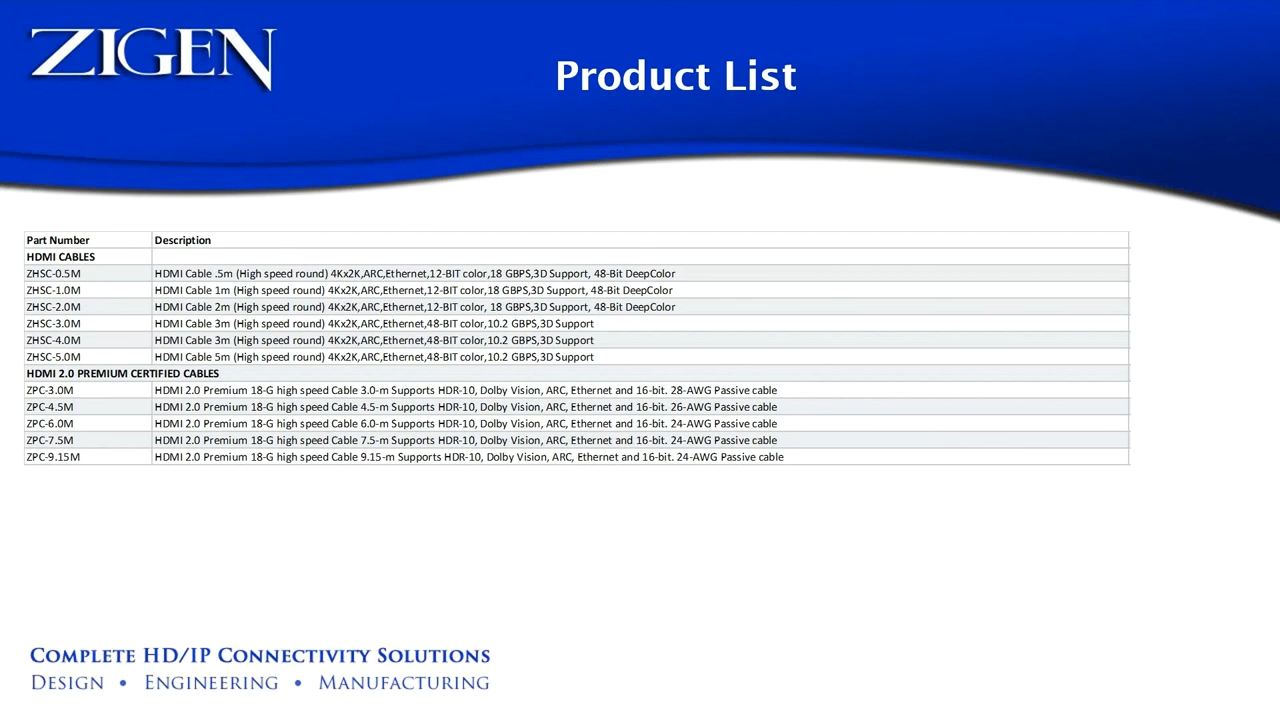 ZIGEN
Product List
Part Number Description
HDMI CABLES
ZHSC-0.5M HDMI Cable .5m (High speed round) 4Kx2K,ARC,Ethernet,12-BIT color,18 GBPS,3D Support, 48-Bit DeepColor
ZHSC-1.0M HDMI Cable 1m (High speed round) 4Kx2K,ARC,Ethernet,12-BIT color,18 GBPS,3D Support, 48-Bit DeepColor
ZHSC-2.0M HDMI Cable 2m (High speed round) 4Kx2K,ARC,Ethernet,12-BIT color, 18 GBPS,3D Support, 48-Bit DeepColor
ZHSC-3.0M HDMI Cable 3m (High speed round) 4Kx2K,ARC,Ethernet,48-BIT color,10.2 GBPS,3D Support
ZHSC-4.0M HDMI Cable 3m (High speed round) 4Kx2K,ARC,Ethernet,48-BIT color,10.2 GBPS,3D Support
ZHSC-5.0M HDMI Cable 5m (High speed round) 4Kx2K,ARC,Ethernet,48-BIT color,10.2 GBPS,3D Support
HDMI 2.0 PREMIUM CERTIFIED CABLES
ZPC-3.0M HDMI 2.0 Premium 18-G high speed Cable 3.0-m Supports HDR-10, Dolby Vision, ARC, Ethernet and 16-bit. 28-AWG Passive cable
ZPC-4.5M HDMI 2.0 Premium 18-G high speed Cable 4.5-m Supports HDR-10, Dolby Vision, ARC, Ethernet and 16-bit. 26-AWG Passive cable
ZPC-6.0M HDMI 2.0 Premium 18-G high speed Cable 6.0-m Supports HDR-10, Dolby Vision, ARC, Ethernet and 16-bit. 24-AWG Passive cable
ZPC-7.5M HDMI 2.0 Premium 18-G high speed Cable 7.5-m Supports HDR-10, Dolby Vision, ARC, Ethernet and 16-bit. 24-AWG Passive cable
ZPC-9.15M HDMI 2.0 Premium 18-G high speed Cable 9.15-m Supports HDR-10, Dolby Vision, ARC, Ethernet and 16-bit. 24-AWG Passive cable
COMPLETE HD/IP CONNECTIVITY SOLUTIONS
DESIGN • ENGINEERING • MANUFACTURING